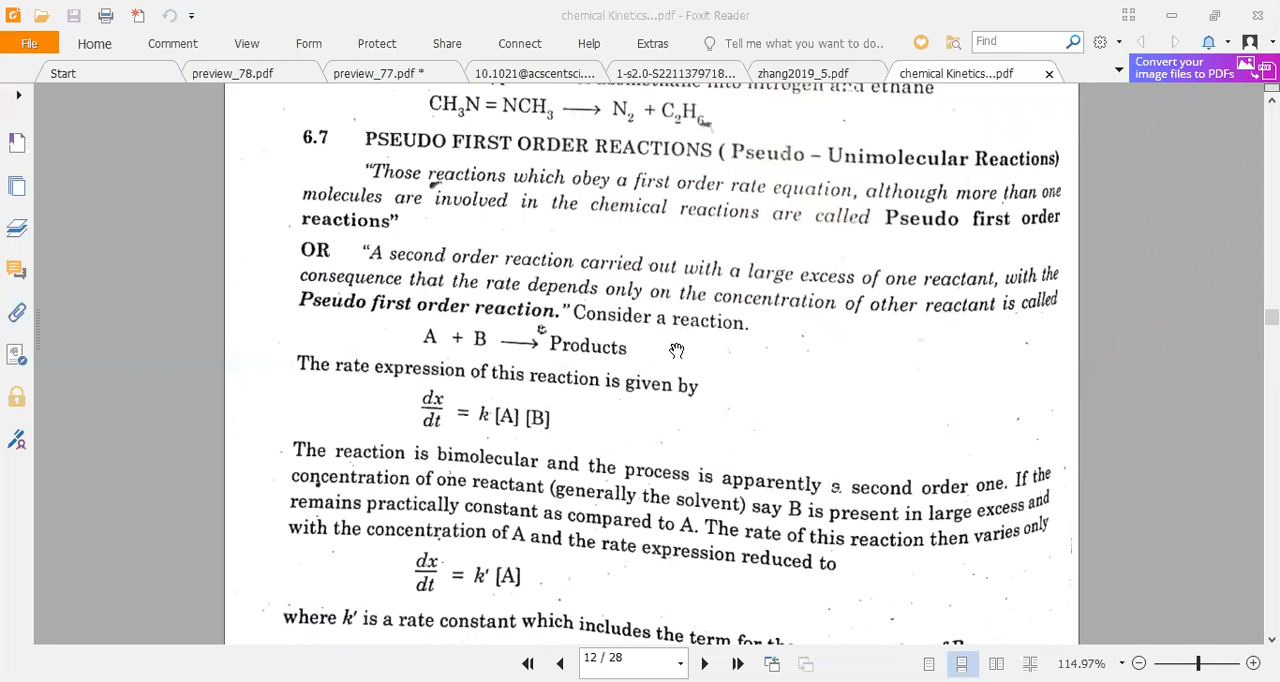 chemical Kinetics...pdf - Foxit Reader
File Home Comment View Form Protect Share Connect Help Extras Tell me what you want to do.. Find
Start preview_78.pdf preview_77.pdf * 10.1021@acscentsci.... 1-s2.0-S2211379718... zhang2019_5.pdf chemical Kinetics...pdf
Convert your
image files to PDFs
into nitrogen and ethane
CH₃N = NCH₃ ⟶ N₂ + C₂H₆
6.7 PSEUDO FIRST ORDER REACTIONS ( Pseudo – Unimolecular Reactions)
“Those reactions which obey a first order rate equation, although more than one
molecules are involved in the chemical reactions are called Pseudo first order
reactions”
OR “A second order reaction carried out with a large excess of one reactant, with the
consequence that the rate depends only on the concentration of other reactant is called
Pseudo first order reaction.” Consider a reaction.
A + B ⟶ Products
The rate expression of this reaction is given by
dx/dt = k [A] [B]
The reaction is bimolecular and the process is apparently a second order one. If the
concentration of one reactant (generally the solvent) say B is present in large excess and
remains practically constant as compared to A. The rate of this reaction then varies only
with the concentration of A and the rate expression reduced to
dx/dt = k′ [A]
where k′ is a rate constant which includes the term for
12 / 28
114.97%